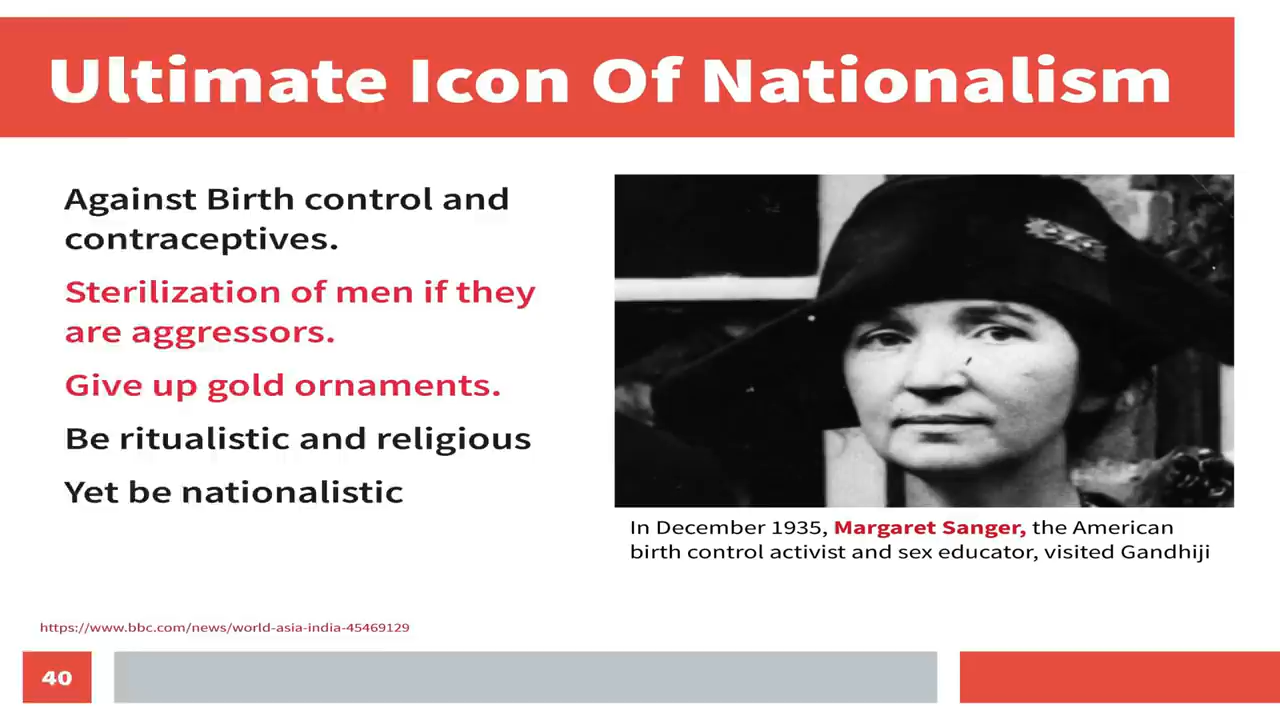 Ultimate Icon Of Nationalism
Against Birth control and
contraceptives.
Sterilization of men if they
are aggressors.
Give up gold ornaments.
Be ritualistic and religious
Yet be nationalistic
In December 1935, Margaret Sanger, the American
birth control activist and sex educator, visited Gandhiji
https://www.bbc.com/news/world-asia-india-45469129
40